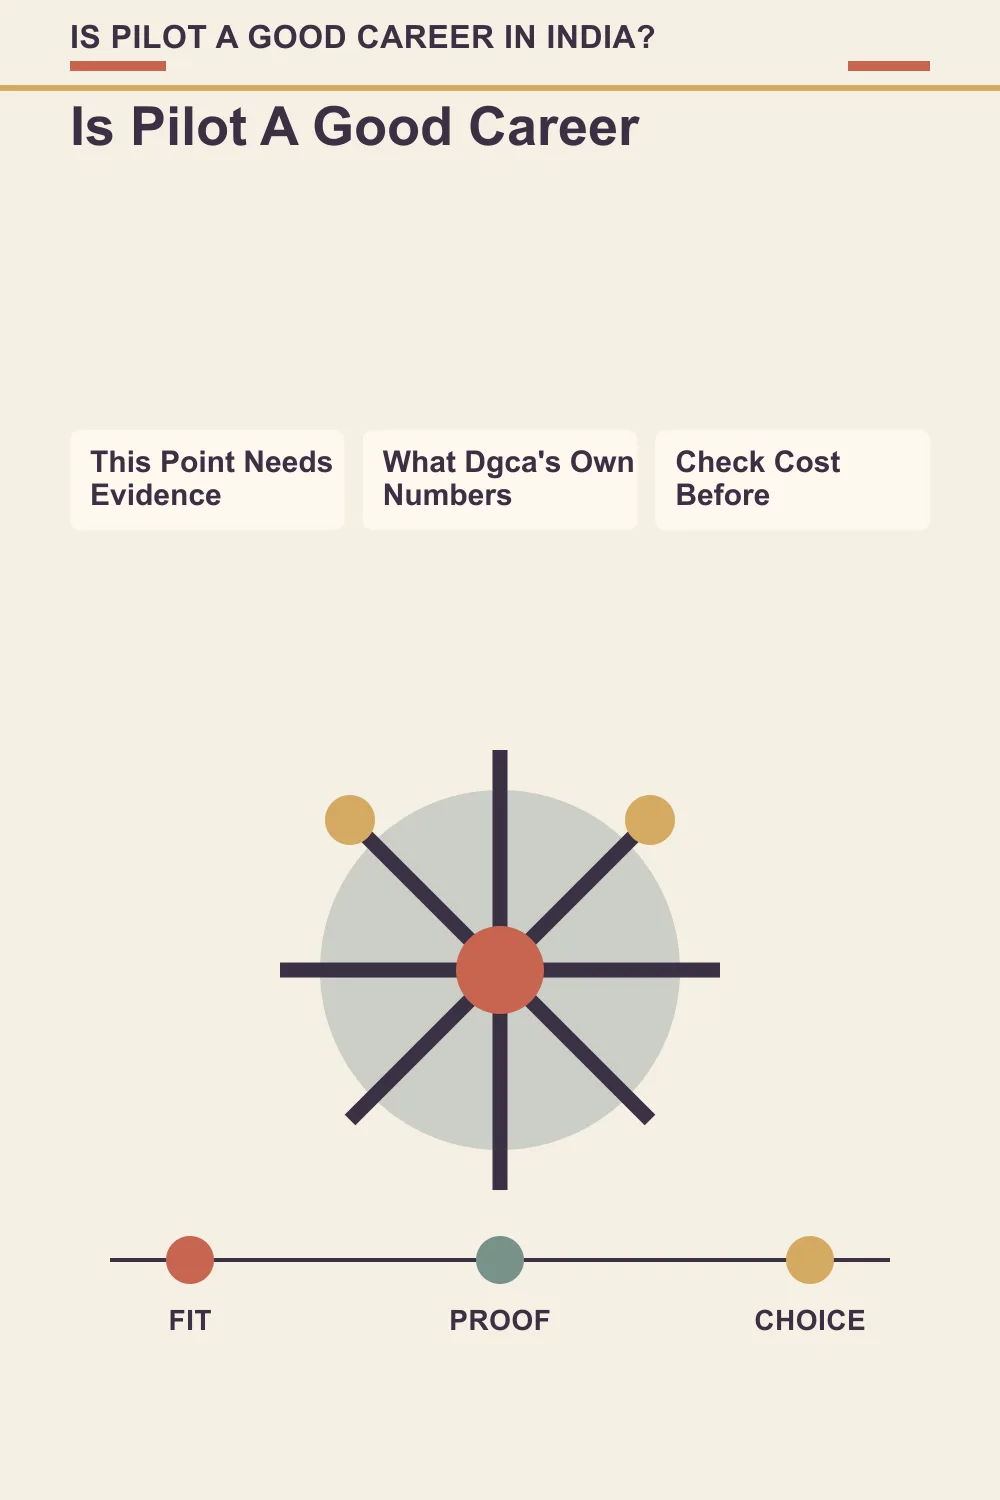 IS PILOT A GOOD CAREER IN INDIA?
Is Pilot A Good Career
This Point Needs
Evidence
What Dgca's Own
Numbers
Check Cost
Before
FIT
PROOF
CHOICE